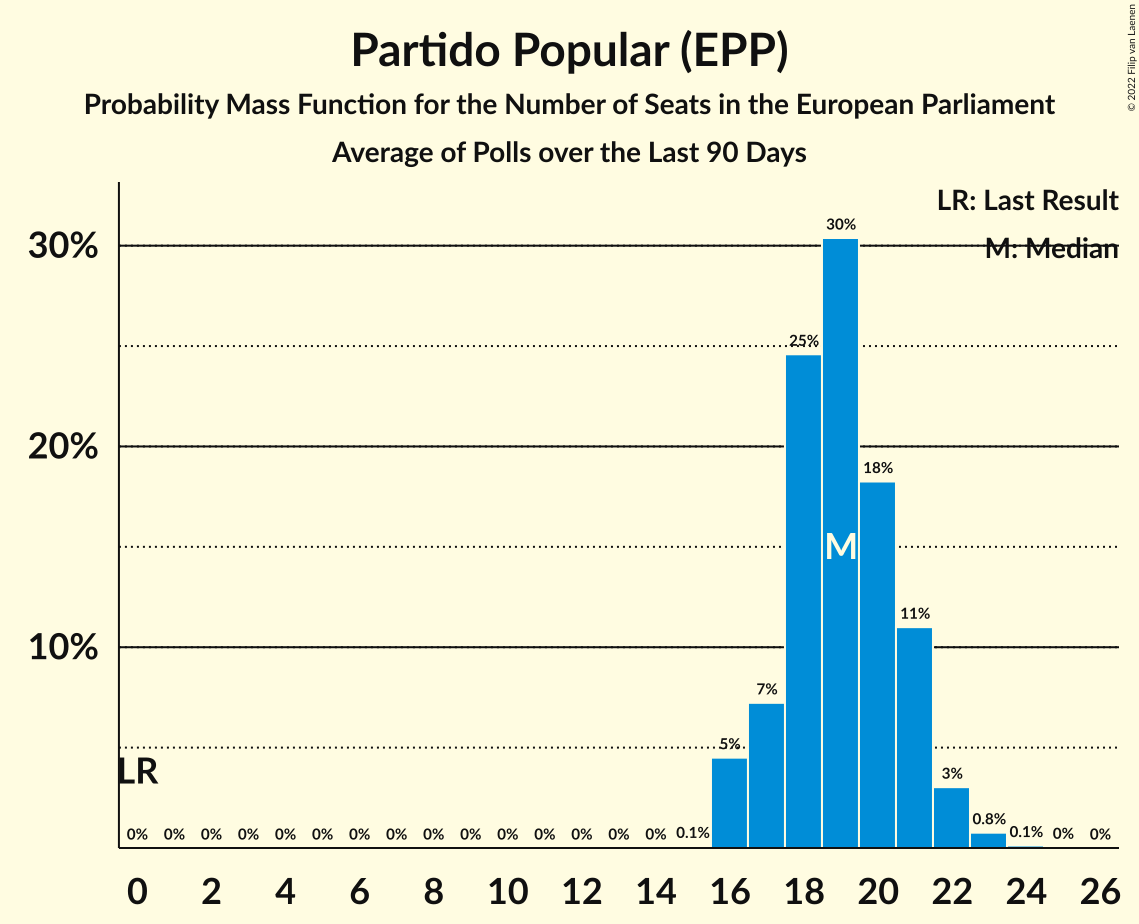 Partido Popular (EPP)
Probability Mass Function for the Number of Seats in the European Parliament
Average of Polls over the Last 90 Days
© 2022 Filip van Laenen
LR: Last Result
M: Median
30%
20%
10%
30%
25%
18%
M
11%
7%
5%
3%
LR
0% 0% 0% 0% 0% 0% 0% 0% 0% 0% 0% 0% 0% 0% 0% 0.1% 0.8% 0.1% 0% 0%
0 2 4 6 8 10 12 14 16 18 20 22 24 26